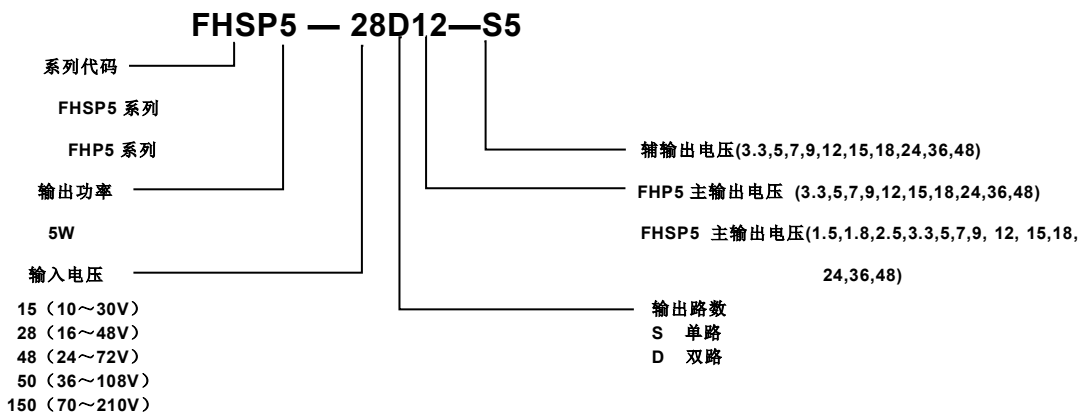 FHSP5 — 28D12—S5
系列代码
FHSP5 系列
FHP5 系列
输出功率
5W
输入电压
15（10～30V）
28（16～48V）
48（24～72V）
50（36～108V）
150（70～210V）
辅输出电压(3.3,5,7,9,12,15,18,24,36,48)
FHP5 主输出电压 (3.3,5,7,9,12,15,18,24,36,48)
FHSP5 主输出电压(1.5,1.8,2.5,3.3,5,7,9, 12, 15,18,
24,36,48)
输出路数
S 单路
D 双路